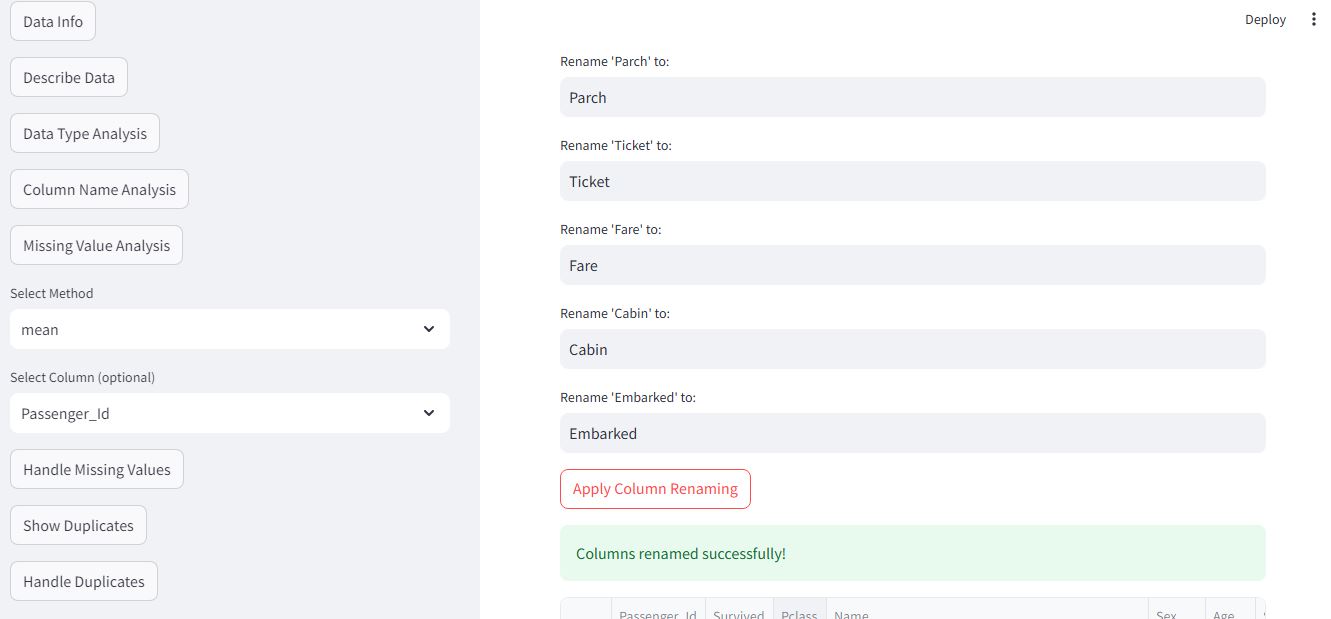 Data Info
Describe Data
Data Type Analysis
Column Name Analysis
Missing Value Analysis
Select Method
mean
Select Column (optional)
Passenger_Id
Handle Missing Values
Show Duplicates
Handle Duplicates
Deploy
Rename 'Parch' to:
Parch
Rename 'Ticket' to:
Ticket
Rename 'Fare' to:
Fare
Rename 'Cabin' to:
Cabin
Rename 'Embarked' to:
Embarked
Apply Column Renaming
Columns renamed successfully!
Passenger_Id Survived Pclass Name Sex Age